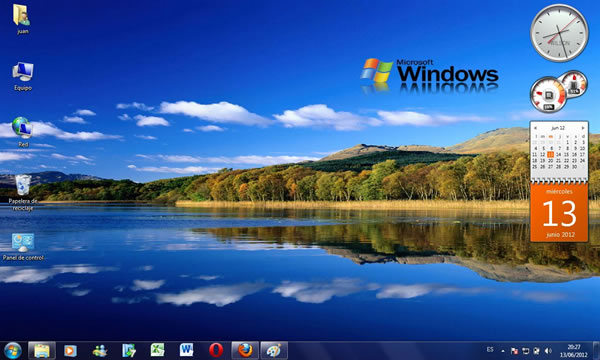 juan
Equipo
Red
Papelera de
reciclaje
Panel de control
Microsoft
Windows
jun 12
miércoles
13
junio 2012
ES
20:27
13/06/2012